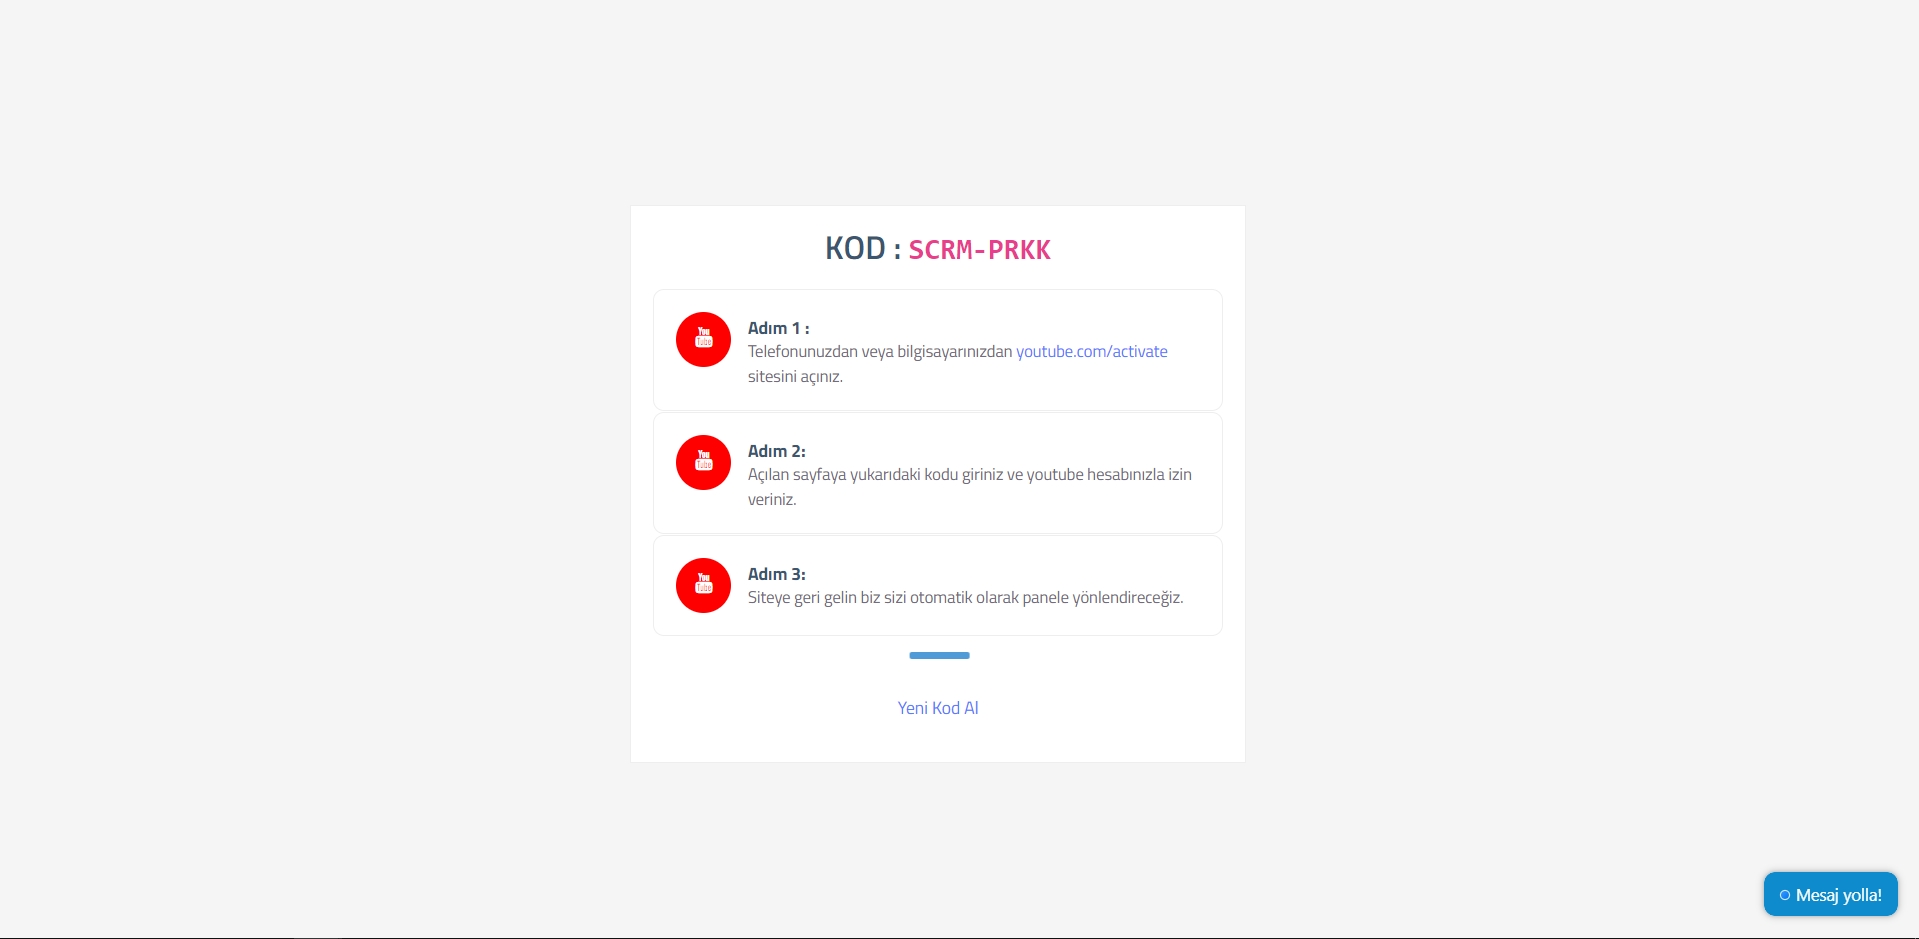 KOD : SCRM-PRKK
You
Tube
Adım 1 :
Telefonunuzdan veya bilgisayarınızdan youtube.com/activate
sitesini açınız.
You
Tube
Adım 2:
Açılan sayfaya yukarıdaki kodu giriniz ve youtube hesabınızla izin
veriniz.
You
Tube
Adım 3:
Siteye geri gelin biz sizi otomatik olarak panele yönlendireceğiz.
Yeni Kod Al
Mesaj yolla!